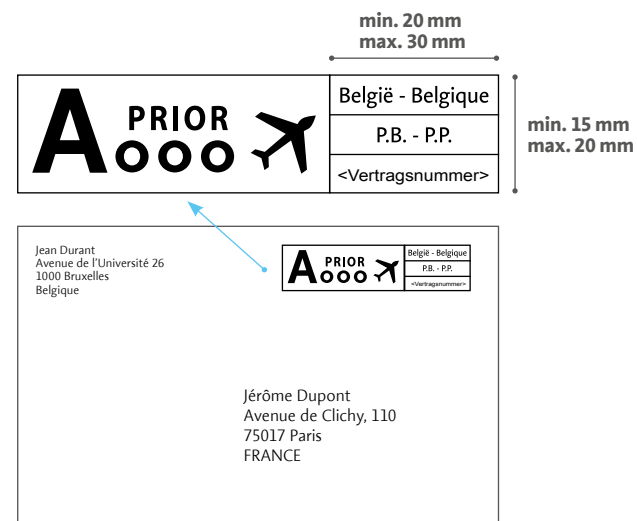 min. 20 mm
max. 30 mm
A PRIOR
België - Belgique
P.B. - P.P.
<Vertragsnummer>
min. 15 mm
max. 20 mm
Jean Durant
Avenue de l'Université 26
1000 Bruxelles
Belgique
A PRIOR
België - Belgique
P.B. - P.P.
<Vertragsnummer>
Jérôme Dupont
Avenue de Clichy, 110
75017 Paris
FRANCE